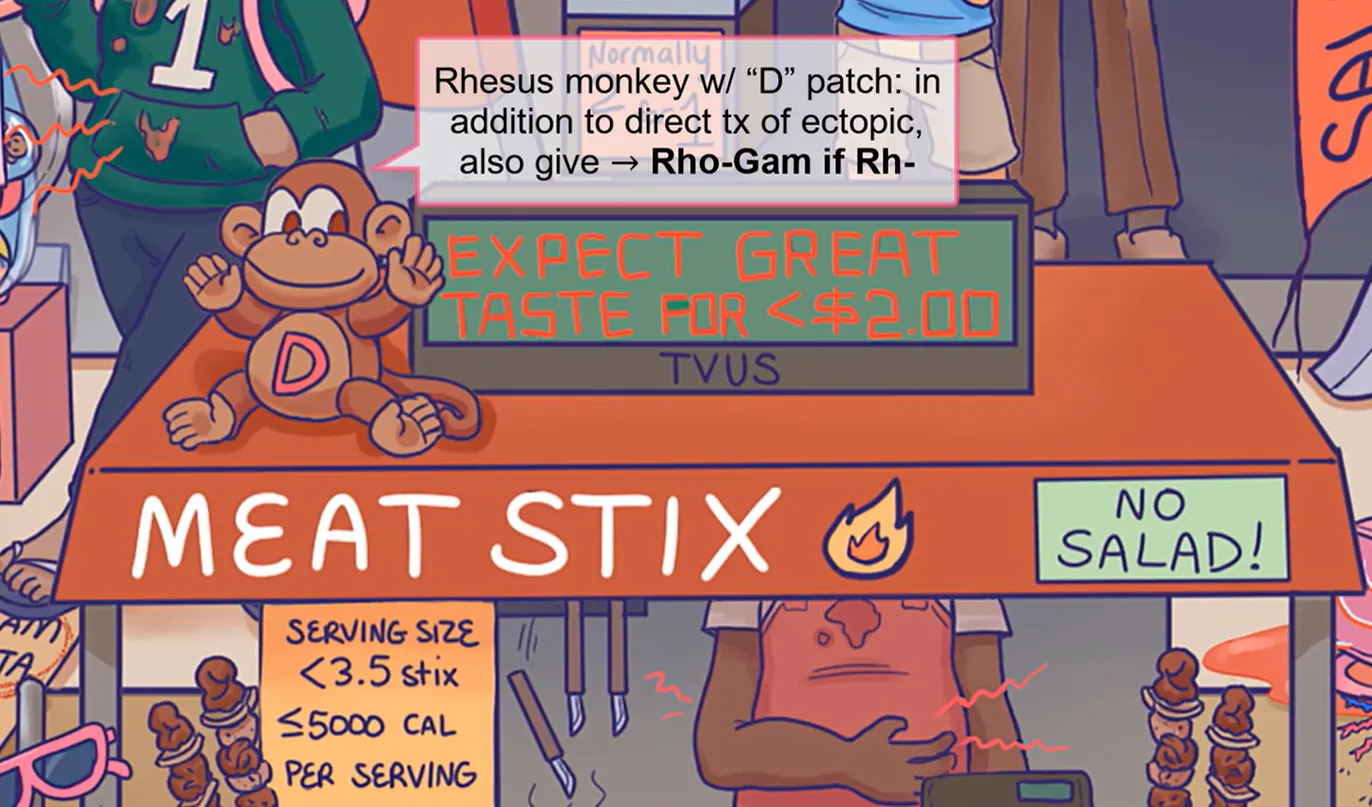 1
Normally
Rhesus monkey w/ “D” patch: in
addition to direct tx of ectopic,
also give → Rho-Gam if Rh-
EXPECT GREAT
TASTE FOR <$2.00
TVUS
D
MEAT STIX
NO
SALAD!
SERVING SIZE
<3.5 stix
≤5000 CAL
PER SERVING